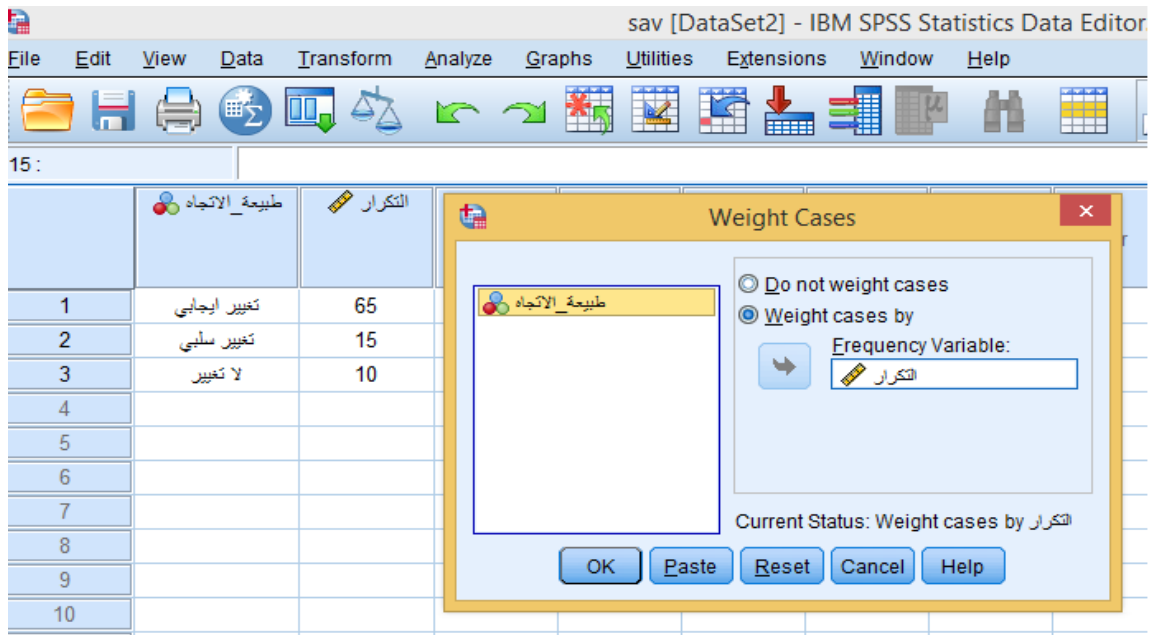 sav [DataSet2] - IBM SPSS Statistics Data Editor
File Edit View Data Transform Analyze Graphs Utilities Extensions Window Help
15 :
طبيعة_الاتجاه التكرار
1 تغيير ايجابي 65
2 تغيير سلبي 15
3 لا تغيير 10
4
5
6
7
8
9
10
Weight Cases
طبيعة_الاتجاه
Do not weight cases
Weight cases by
Frequency Variable:
التكرار
Current Status: Weight cases by التكرار
OK Paste Reset Cancel Help